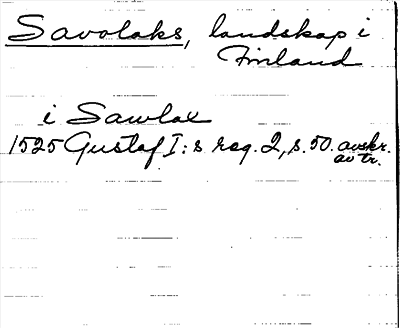 Savolaks, landskap i
Finland
i Sawlax
1525 Gustaf I:s reg. 2, s. 50. avskr.
av tr.